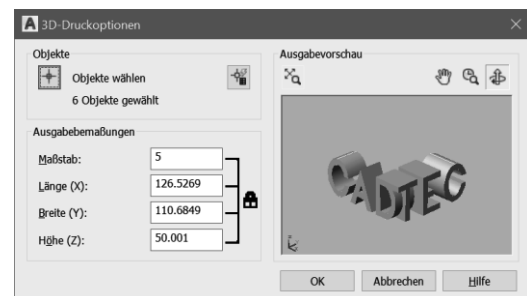 A 3D-Druckoptionen
Objekte
Objekte wählen
6 Objekte gewählt
Ausgabebemaßungen
Maßstab: 5
Länge (X): 126.5269
Breite (Y): 110.6849
Höhe (Z): 50.001
Ausgabevorschau
CADTEC
OK Abbrechen Hilfe